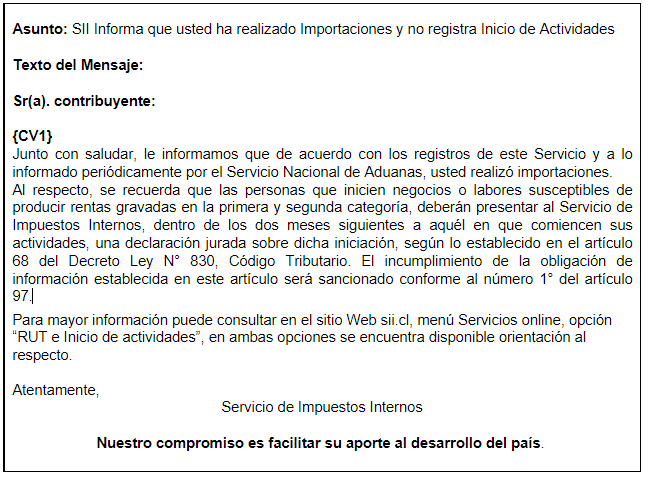 Asunto: SII Informa que usted ha realizado Importaciones y no registra Inicio de Actividades
Texto del Mensaje:
Sr(a). contribuyente:
{CV1}
Junto con saludar, le informamos que de acuerdo con los registros de este Servicio y a lo
informado periódicamente por el Servicio Nacional de Aduanas, usted realizó importaciones.
Al respecto, se recuerda que las personas que inicien negocios o labores susceptibles de
producir rentas gravadas en la primera y segunda categoría, deberán presentar al Servicio de
Impuestos Internos, dentro de los dos meses siguientes a aquél en que comiencen sus
actividades, una declaración jurada sobre dicha iniciación, según lo establecido en el artículo
68 del Decreto Ley N° 830, Código Tributario. El incumplimiento de la obligación de
información establecida en este artículo será sancionado conforme al número 1° del artículo
97.
Para mayor información puede consultar en el sitio Web sii.cl, menú Servicios online, opción
“RUT e Inicio de actividades”, en ambas opciones se encuentra disponible orientación al
respecto.
Atentamente,
Servicio de Impuestos Internos
Nuestro compromiso es facilitar su aporte al desarrollo del país.